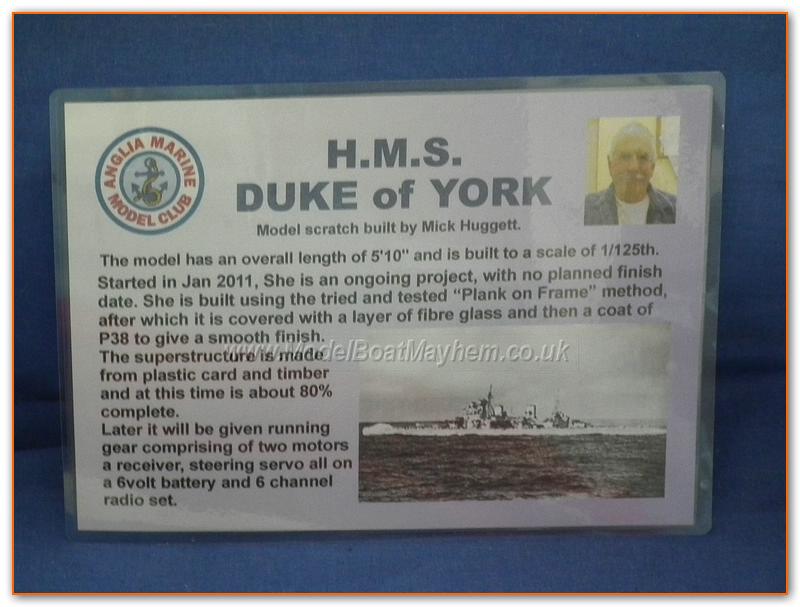 ANGLIA MARINE
MODEL CLUB
H.M.S.
DUKE of YORK
Model scratch built by Mick Huggett.
The model has an overall length of 5'10" and is built to a scale of 1/125th.
Started in Jan 2011, She is an ongoing project, with no planned finish
date. She is built using the tried and tested “Plank on Frame” method,
after which it is covered with a layer of fibre glass and then a coat of
P38 to give a smooth finish.
The superstructure is made
from plastic card and timber
and at this time is about 80%
complete.
Later it will be given running
gear comprising of two motors
a receiver, steering servo all on
a 6volt battery and 6 channel
radio set.
www.ModelBoatMayhem.co.uk